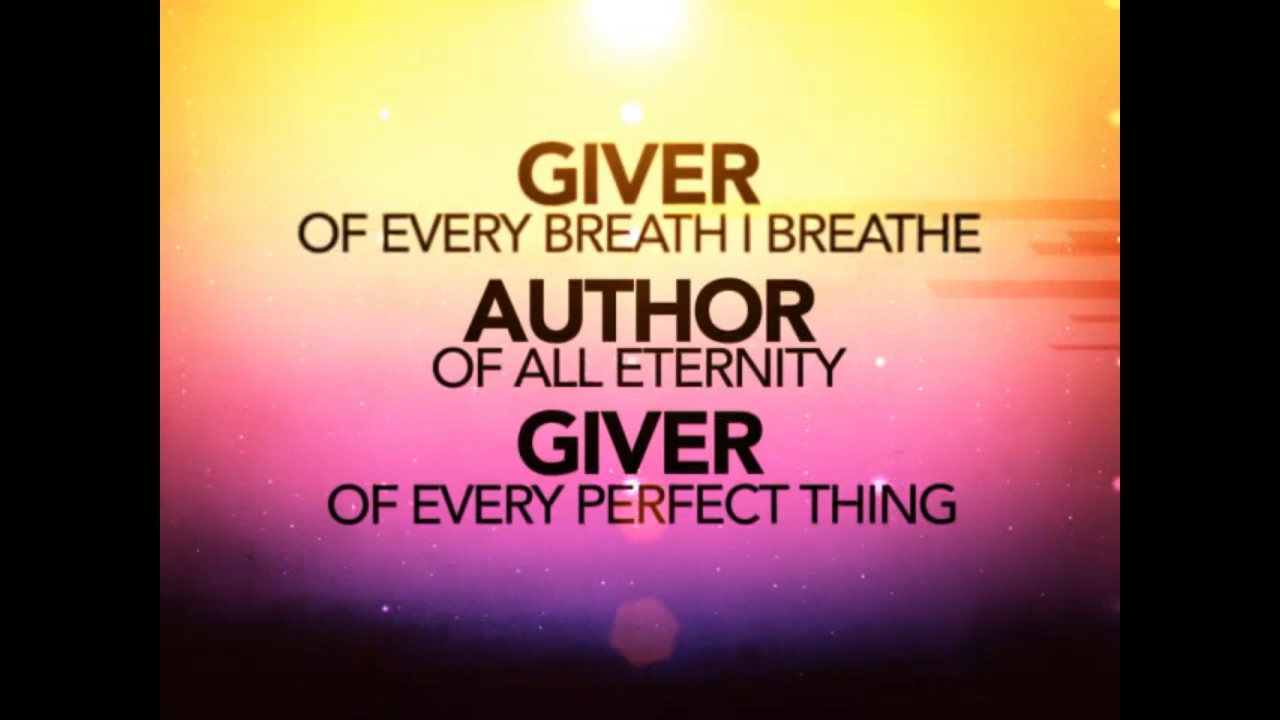 GIVER
OF EVERY BREATH I BREATHE
AUTHOR
OF ALL ETERNITY
GIVER
OF EVERY PERFECT THING